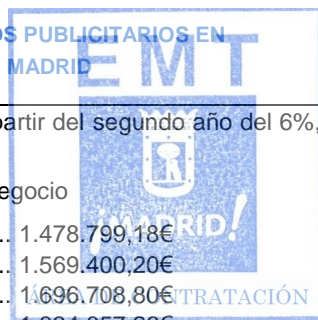 OS PUBLICITARIOS EN
MADRID
EMT
partir del segundo año del 6%,
egocio
¡MADRID!
.. 1.478.799,18€
.. 1.569.400,20€
.. 1.696.708,80€
ÁREA DE CONTRATACIÓN